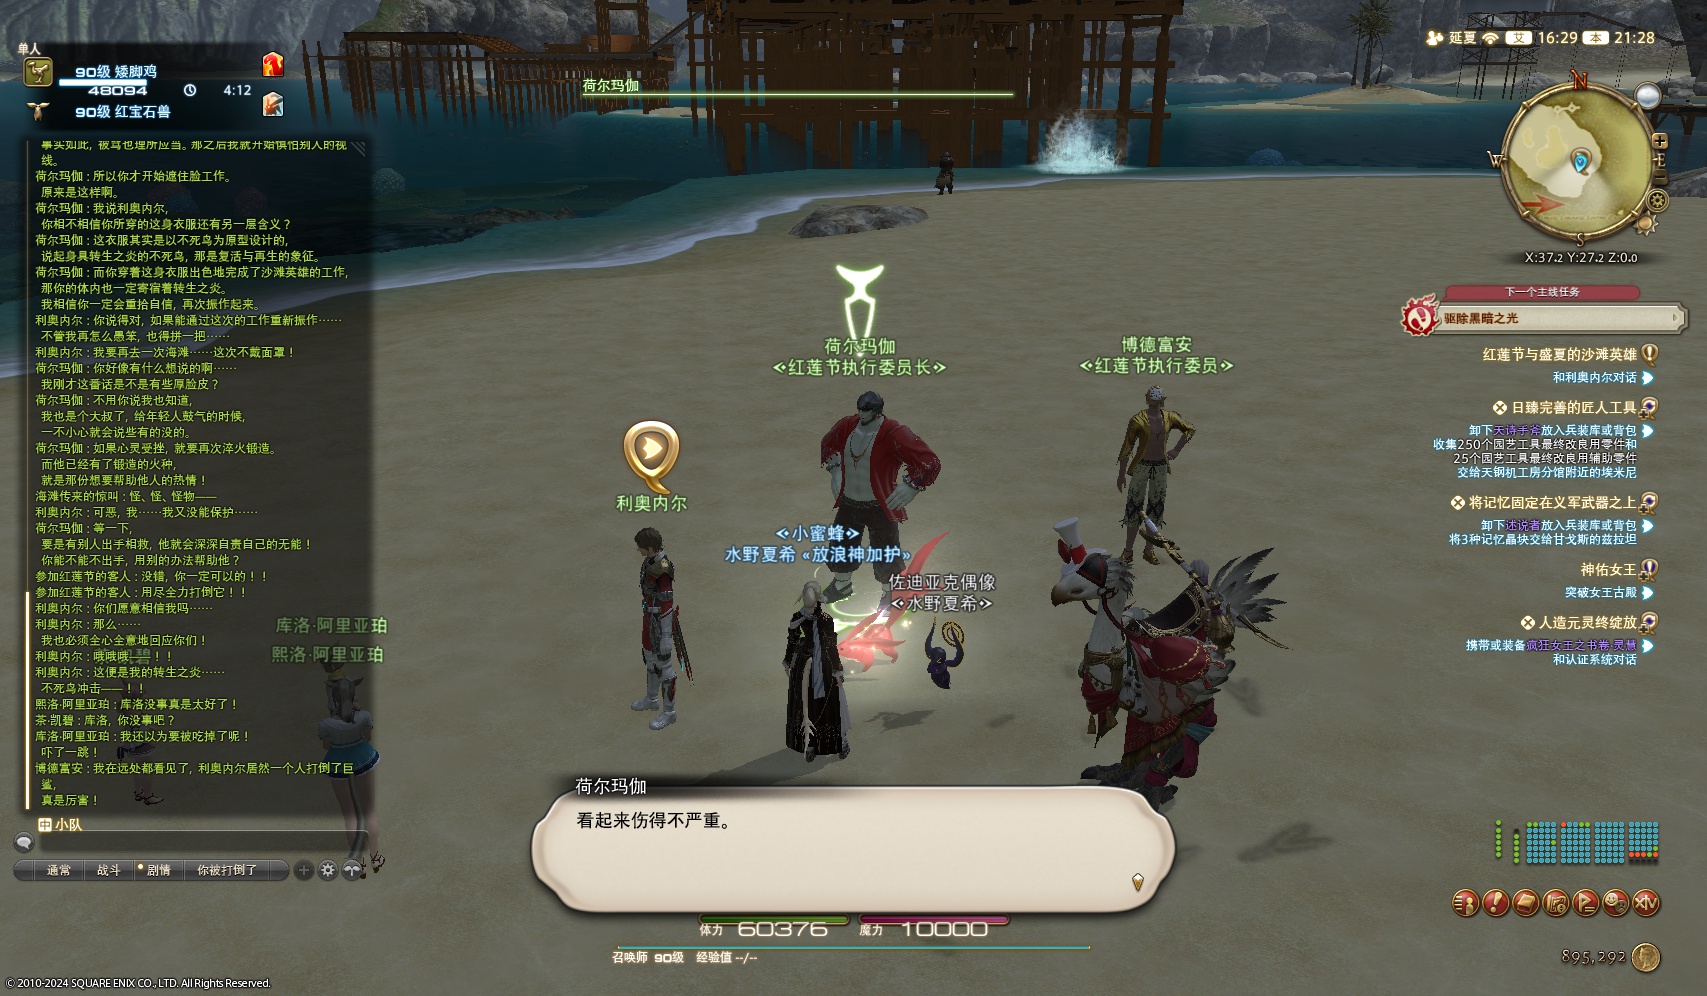 单人
90级 矮脚鸡
48094
4:12
90级 红宝石兽
荷尔玛伽
延夏 艾 16:29 本 21:28
N
W
E
S
X:37.2 Y:27.2 Z:0.0
下一个主线任务
驱除黑暗之光
红莲节与盛夏的沙滩英雄
和利奥内尔对话
日臻完善的匠人工具
卸下天诗手斧放入兵装库或背包
收集250个园艺工具最终改良用零件和
25个园艺工具最终改良用辅助零件
交给天钢机工房分馆附近的埃米尼
将记忆固定在义军武器之上
卸下述说者放入兵装库或背包
将3种记忆晶块交给甘戈斯的兹拉坦
神佑女王
突破女王古殿
人造元灵终绽放
携带或装备疯狂女王之书卷·灵慧
和认证系统对话
事实如此，被骂也理所应当。那之后我就开始惧怕别人的视
线。
荷尔玛伽：所以你才开始遮住脸工作。
原来是这样啊。
荷尔玛伽：我说利奥内尔，
你相不相信你所穿的这身衣服还有另一层含义？
荷尔玛伽：这衣服其实是以不死鸟为原型设计的，
说起身具转生之炎的不死鸟，那是复活与再生的象征。
荷尔玛伽：而你穿着这身衣服出色地完成了沙滩英雄的工作，
那你的体内也一定寄宿着转生之炎。
我相信你一定会重拾自信，再次振作起来。
利奥内尔：你说得对，如果能通过这次的工作重新振作……
不管我再怎么愚笨，也得拼一把……
利奥内尔：我要再去一次海滩……这次不戴面罩！
荷尔玛伽：你好像有什么想说的啊……
我刚才这番话是不是有些厚脸皮？
荷尔玛伽：不用你说我也知道，
我也是个大叔了，给年轻人鼓气的时候，
一不小心就会说些有的没的。
荷尔玛伽：如果心灵受挫，就要再次淬火锻造。
而他已经有了锻造的火种，
就是那份想要帮助他人的热情！
海滩传来的惊叫：怪、怪、怪物——
利奥内尔：可恶，我……我又没能保护……
荷尔玛伽：等一下，
要是有别人出手相救，他就会深深自责自己的无能！
你能不能不出手，用别的办法帮助他？
参加红莲节的客人：没错，你一定可以的！！
参加红莲节的客人：用尽全力打倒它！！
利奥内尔：你们愿意相信我吗……
利奥内尔：那么……
我也必须全心全意地回应你们！
利奥内尔：哦哦哦——！！
利奥内尔：这便是我的转生之炎……
不死鸟冲击——！！
熙洛·阿里亚珀：库洛没事真是太好了！
茶·凯碧：库洛，你没事吧？
库洛·阿里亚珀：我还以为要被吃掉了呢！
吓了一跳！
博德富安：我在远处都看见了，利奥内尔居然一个人打倒了巨
鲨，
真是厉害！
库洛·阿里亚珀
熙洛·阿里亚珀
中 小队
通常 战斗 剧情 你被打倒了
荷尔玛伽
红莲节执行委员长
博德富安
红莲节执行委员
利奥内尔
小蜜蜂
水野夏希 «放浪神加护»
佐迪亚克偶像
水野夏希
荷尔玛伽
看起来伤得不严重。
体力 60376 魔力 10000
召唤师 90级 经验值 --/--
XIV
895,292
© 2010-2024 SQUARE ENIX CO., LTD. All Rights Reserved.